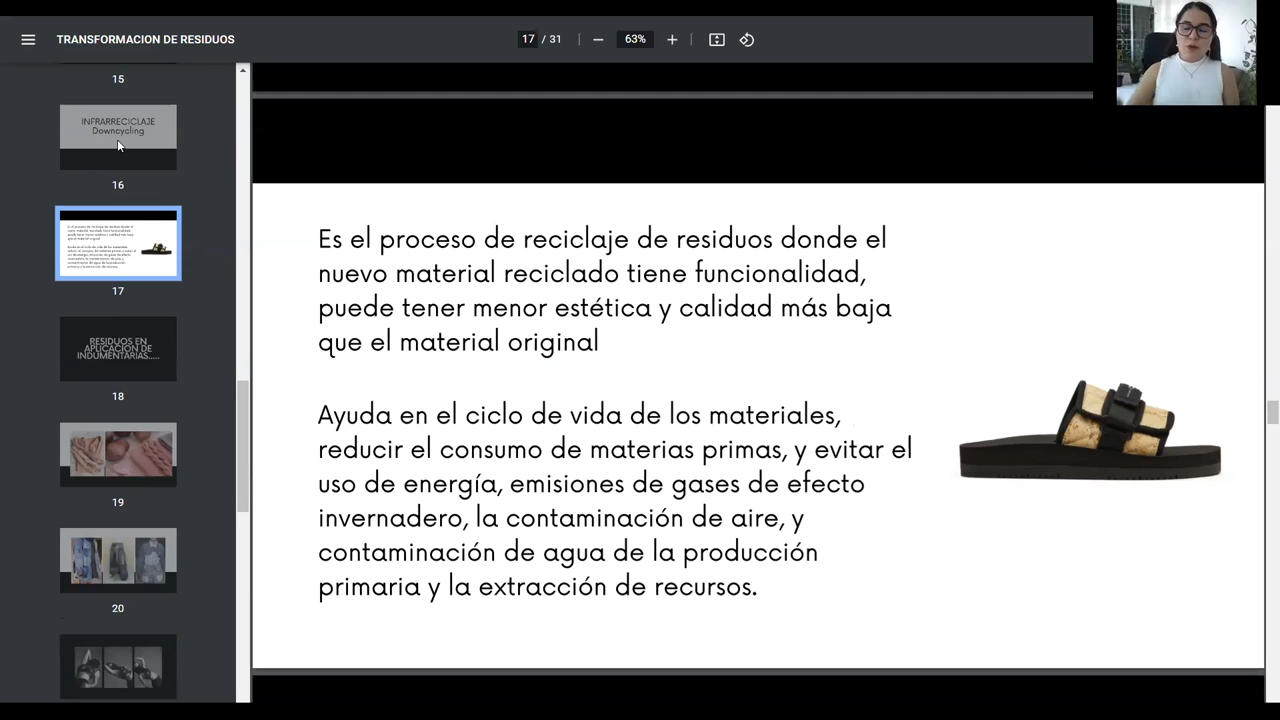 TRANSFORMACION DE RESIDUOS
17 / 31
63%
15
INFRARRECICLAJE
Downcycling
16
17
RESIDUOS EN
APLICACION DE
INDUMENTARIAS.....
18
19
20
Es el proceso de reciclaje de residuos donde el
nuevo material reciclado tiene funcionalidad,
puede tener menor estética y calidad más baja
que el material original
Ayuda en el ciclo de vida de los materiales,
reducir el consumo de materias primas, y evitar el
uso de energía, emisiones de gases de efecto
invernadero, la contaminación de aire, y
contaminación de agua de la producción
primaria y la extracción de recursos.